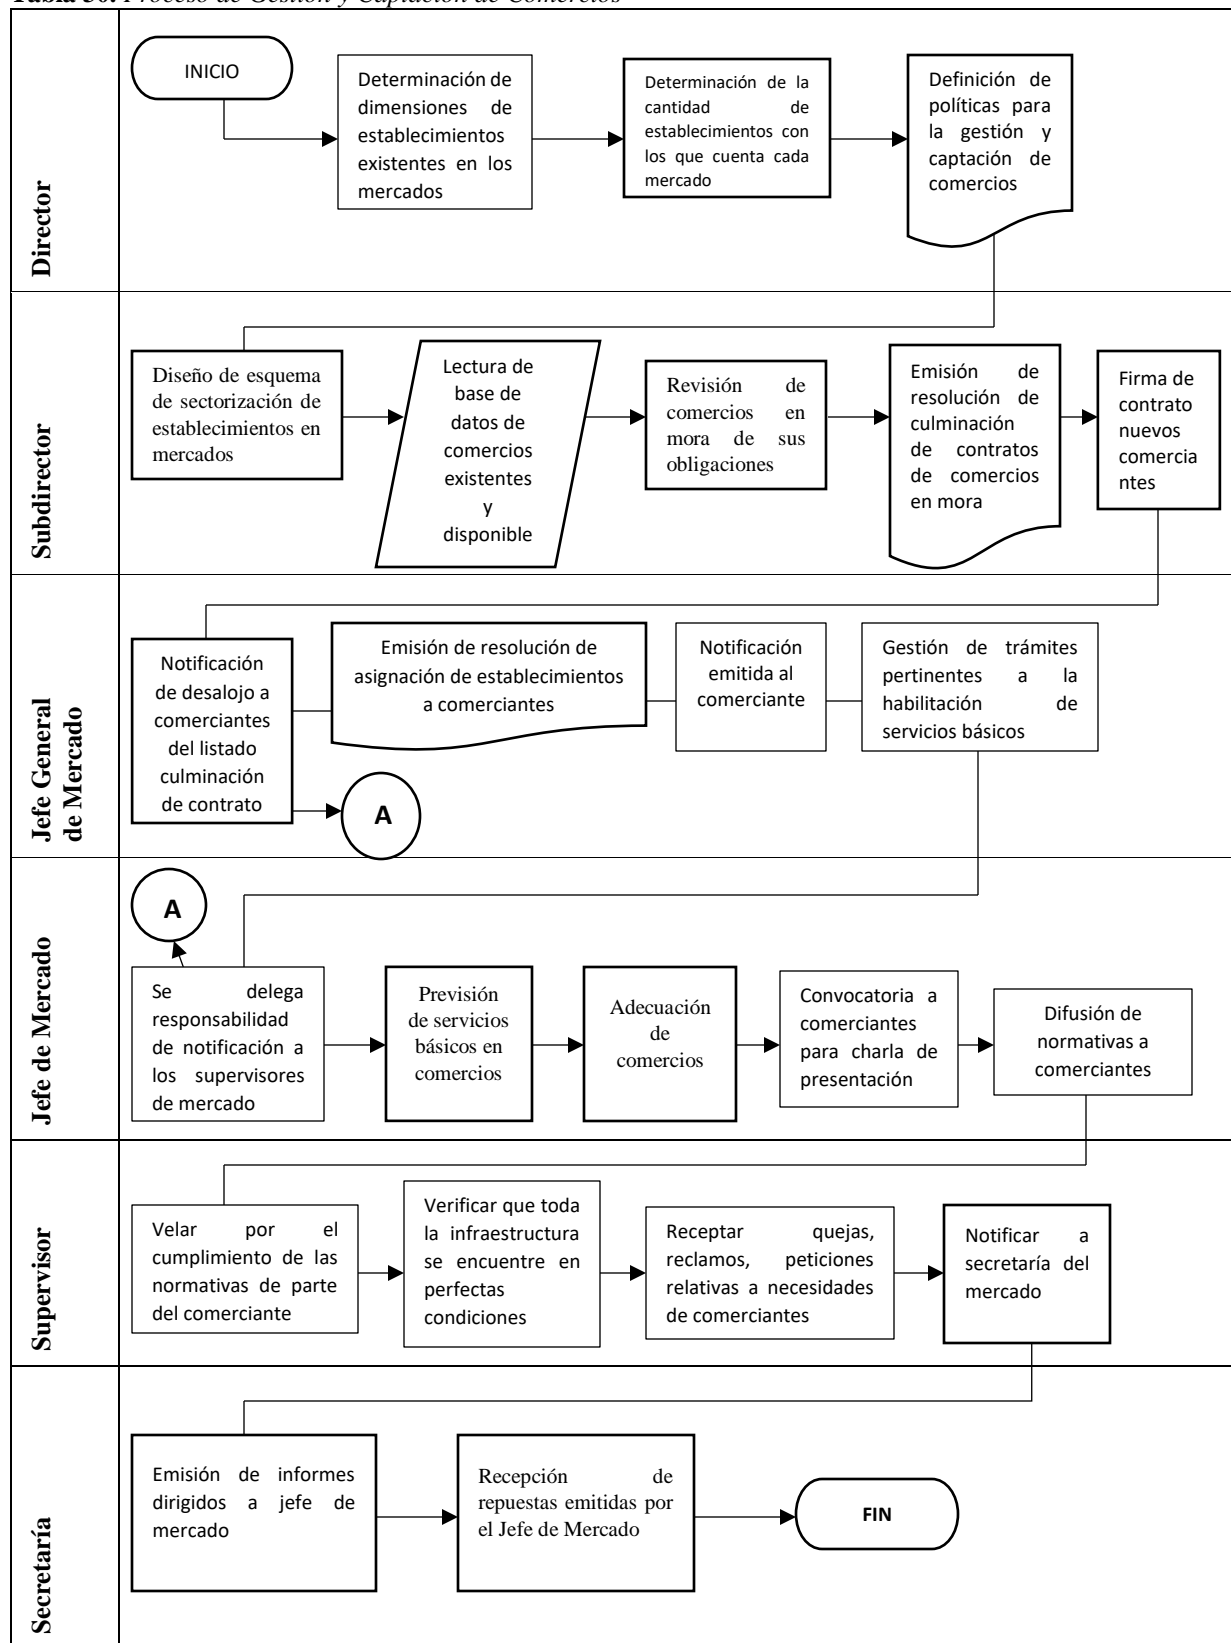 Tabla 50. Proceso de Gestión y Captación de Comercios
Director
INICIO
Determinación de
dimensiones de
establecimientos
existentes en los
mercados
Determinación de la
cantidad de
establecimientos con
los que cuenta cada
mercado
Definición de
políticas para
la gestión y
captación de
comercios
Subdirector
Diseño de esquema
de sectorización de
establecimientos en
mercados
Lectura de
base de
datos de
comercios
existentes
y
disponible
Revisión de
comercios en
mora de sus
obligaciones
Emisión de
resolución de
culminación
de contratos
de comercios
en mora
Firma de
contrato
nuevos
comercia
ntes
Jefe General
de Mercado
Notificación
de desalojo a
comerciantes
del listado
culminación
de contrato
Emisión de resolución de
asignación de establecimientos
a comerciantes
Notificación
emitida al
comerciante
Gestión de trámites
pertinentes a la
habilitación de
servicios básicos
A
Jefe de Mercado
A
Se delega
responsabilidad
de notificación a
los supervisores
de mercado
Previsión
de servicios
básicos en
comercios
Adecuación
de
comercios
Convocatoria a
comerciantes
para charla de
presentación
Difusión de
normativas a
comerciantes
Supervisor
Velar por el
cumplimiento de las
normativas de parte
del comerciante
Verificar que toda
la infraestructura
se encuentre en
perfectas
condiciones
Receptar quejas,
reclamos, peticiones
relativas a necesidades
de comerciantes
Notificar a
secretaría del
mercado
Secretaría
Emisión de informes
dirigidos a jefe de
mercado
Recepción de
repuestas emitidas por
el Jefe de Mercado
FIN